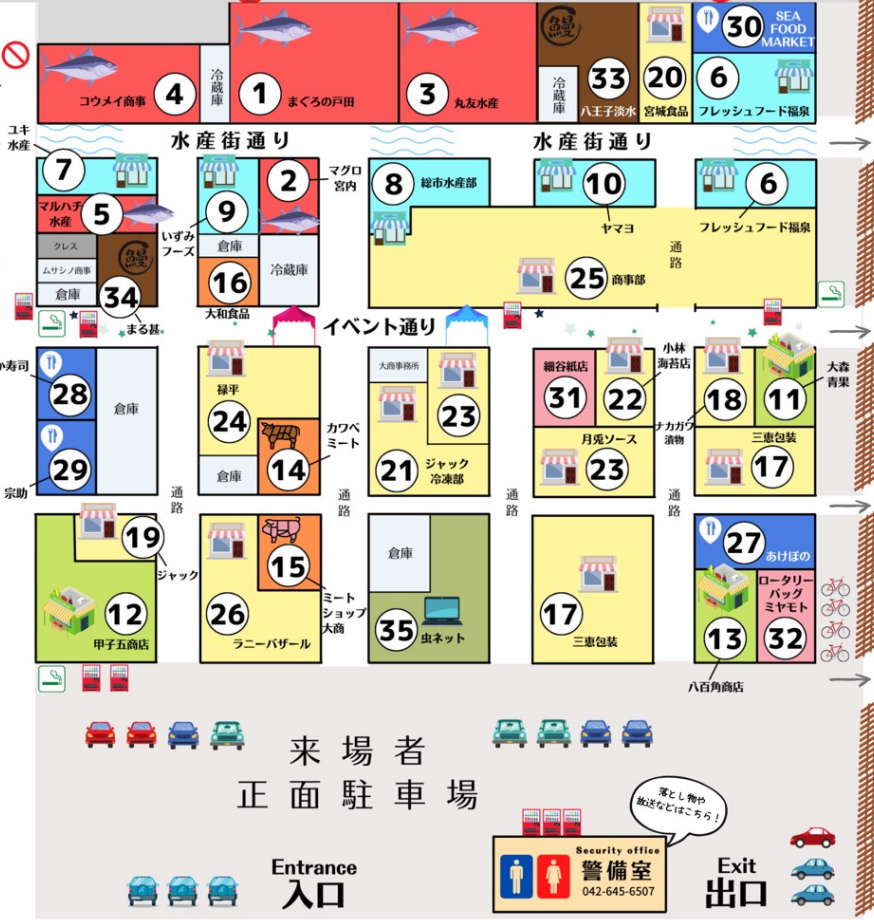 コウメイ商事
4
冷蔵庫
1
まぐろの戸田
3
丸友水産
鰻
冷蔵庫
33
八王子淡水
20
宮城食品
30
SEA
FOOD
MARKET
6
フレッシュフード福泉
ユキ
水産
水産街通り
水産街通り
7
マルハチ
水産
5
クレス
ムサシノ商事
倉庫
鰻
34
まる甚
9
いずみ
フーズ
倉庫
16
大和食品
2
マグロ
宮内
冷蔵庫
8
総市水産部
10
ヤマヨ
6
フレッシュフード福泉
25
商事部
通路
イベント通り
か寿司
28
29
宗助
倉庫
禄平
24
倉庫
14
カワベ
ミート
大商事務所
23
21
ジャック
冷凍部
細谷紙店
31
22
小林
海苔店
月兎ソース
23
ナカガワ
漬物
18
11
大森
青果
三恵包装
17
通路
通路
通路
通路
19
ジャック
12
甲子五商店
26
ラニーバザール
15
ミート
ショップ
大商
倉庫
35
虫ネット
17
三恵包装
27
あけぼの
13
八百角商店
ロータリー
バッグ
ミヤモト
32
来場者
正面駐車場
落とし物や
放送などはこちら!
Entrance
入口
Security office
警備室
042-645-6507
Exit
出口